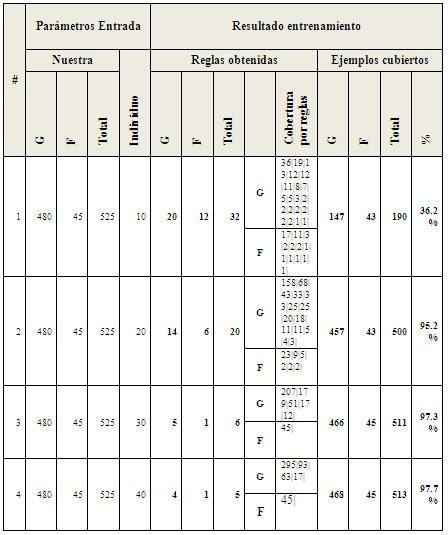 Parámetros Entrada
Resultado entrenamiento
#
Nuestra
Individuo
Reglas obtenidas
Ejemplos cubiertos
G
F
Total
G
F
Total
Cobertura por reglas
G
F
Total
%
1 480 45 525 10 20 12 32
G
36|19|1
3|12|12
|11|8|7|
5|5|3|2|
2|2|2|2|
2|2|1|1|
F
17|11|3
|2|2|2|1
|1|1|1|1|
1|
147 43 190 36.2
%
2 480 45 525 20 14 6 20
G
158|68|
43|33|3
3|25|25
|20|18|
11|11|5
|4|3|
F
23|9|5|
2|2|2|
457 43 500 95.2
%
3 480 45 525 30 5 1 6
G
207|17
9|51|17
|12|
F
45|
466 45 511 97.3
%
4 480 45 525 40 4 1 5
G
295|93|
63|17|
F
45|
468 45 513 97.7
%